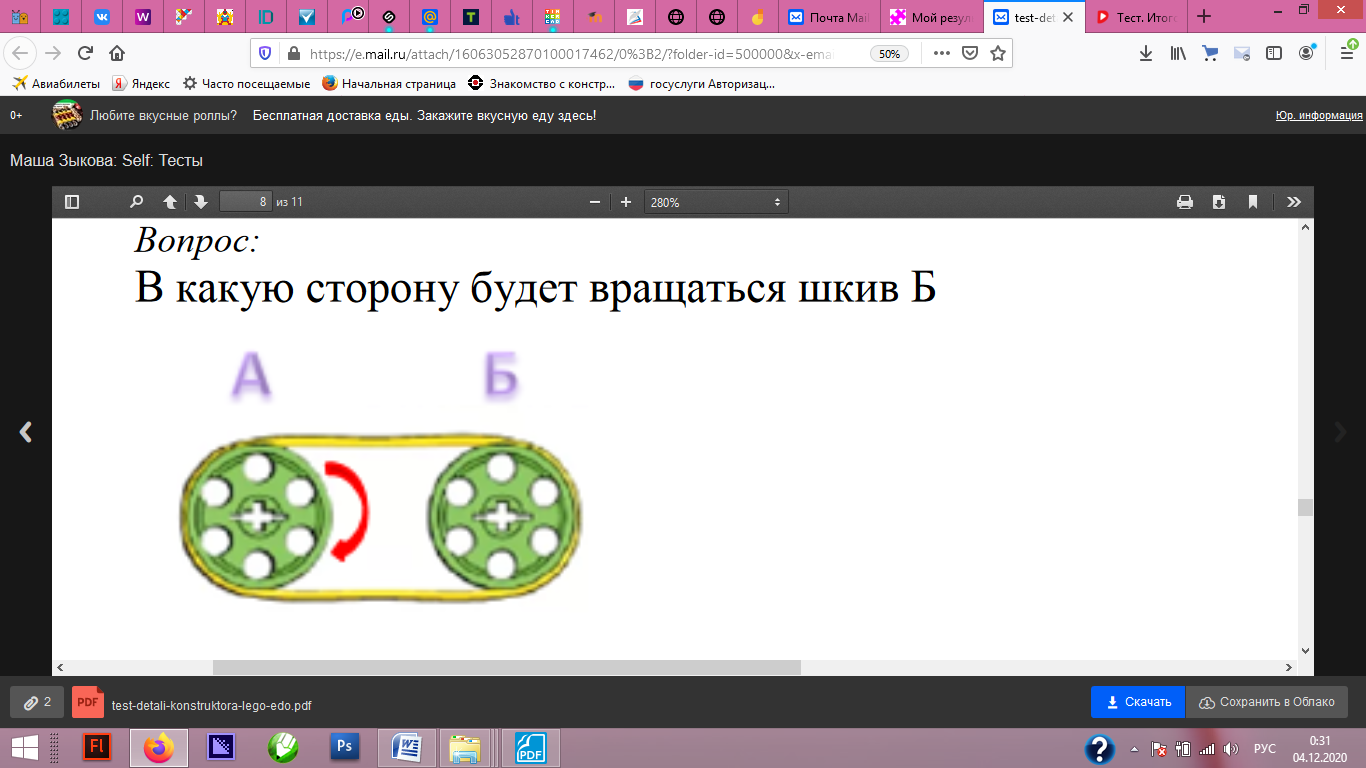 Почта Mail
Мой резул
test-det
Тест. Итого
https://e.mail.ru/attach/16063052870100017462/0%3B2/?folder-id=500000&x-ema
50%
Авиабилеты
Яндекс
Часто посещаемые
Начальная страница
Знакомство с констр...
госуслуги Авторизац...
0+
Любите вкусные роллы?
Бесплатная доставка еды. Закажите вкусную еду здесь!
Юр. информация
Маша Зыкова: Self: Тесты
8 из 11
280%
Вопрос:
В какую сторону будет вращаться шкив Б
А Б
2
PDF
test-detali-konstruktora-lego-edo.pdf
Скачать
Сохранить в Облако
Fl
Ps
PDF
РУС
0:31
04.12.2020